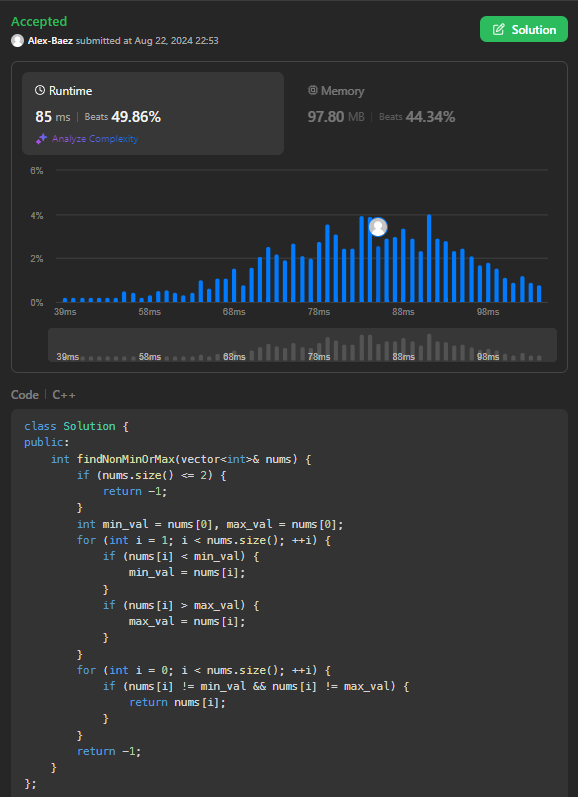 Accepted
Solution
Alex-Baez submitted at Aug 22, 2024 22:53
Runtime
Memory
85 ms | Beats 49.86%
97.80 MB | Beats 44.34%
Analyze Complexity
6%
4%
2%
0%
39ms 58ms 68ms 78ms 88ms 98ms
39ms 58ms 68ms 78ms 88ms 98ms
Code | C++
class Solution {
public:
    int findNonMinOrMax(vector<int>& nums) {
        if (nums.size() <= 2) {
            return -1;
        }
        int min_val = nums[0], max_val = nums[0];
        for (int i = 1; i < nums.size(); ++i) {
            if (nums[i] < min_val) {
                min_val = nums[i];
            }
            if (nums[i] > max_val) {
                max_val = nums[i];
            }
        }
        for (int i = 0; i < nums.size(); ++i) {
            if (nums[i] != min_val && nums[i] != max_val) {
                return nums[i];
            }
        }
        return -1;
    }
};